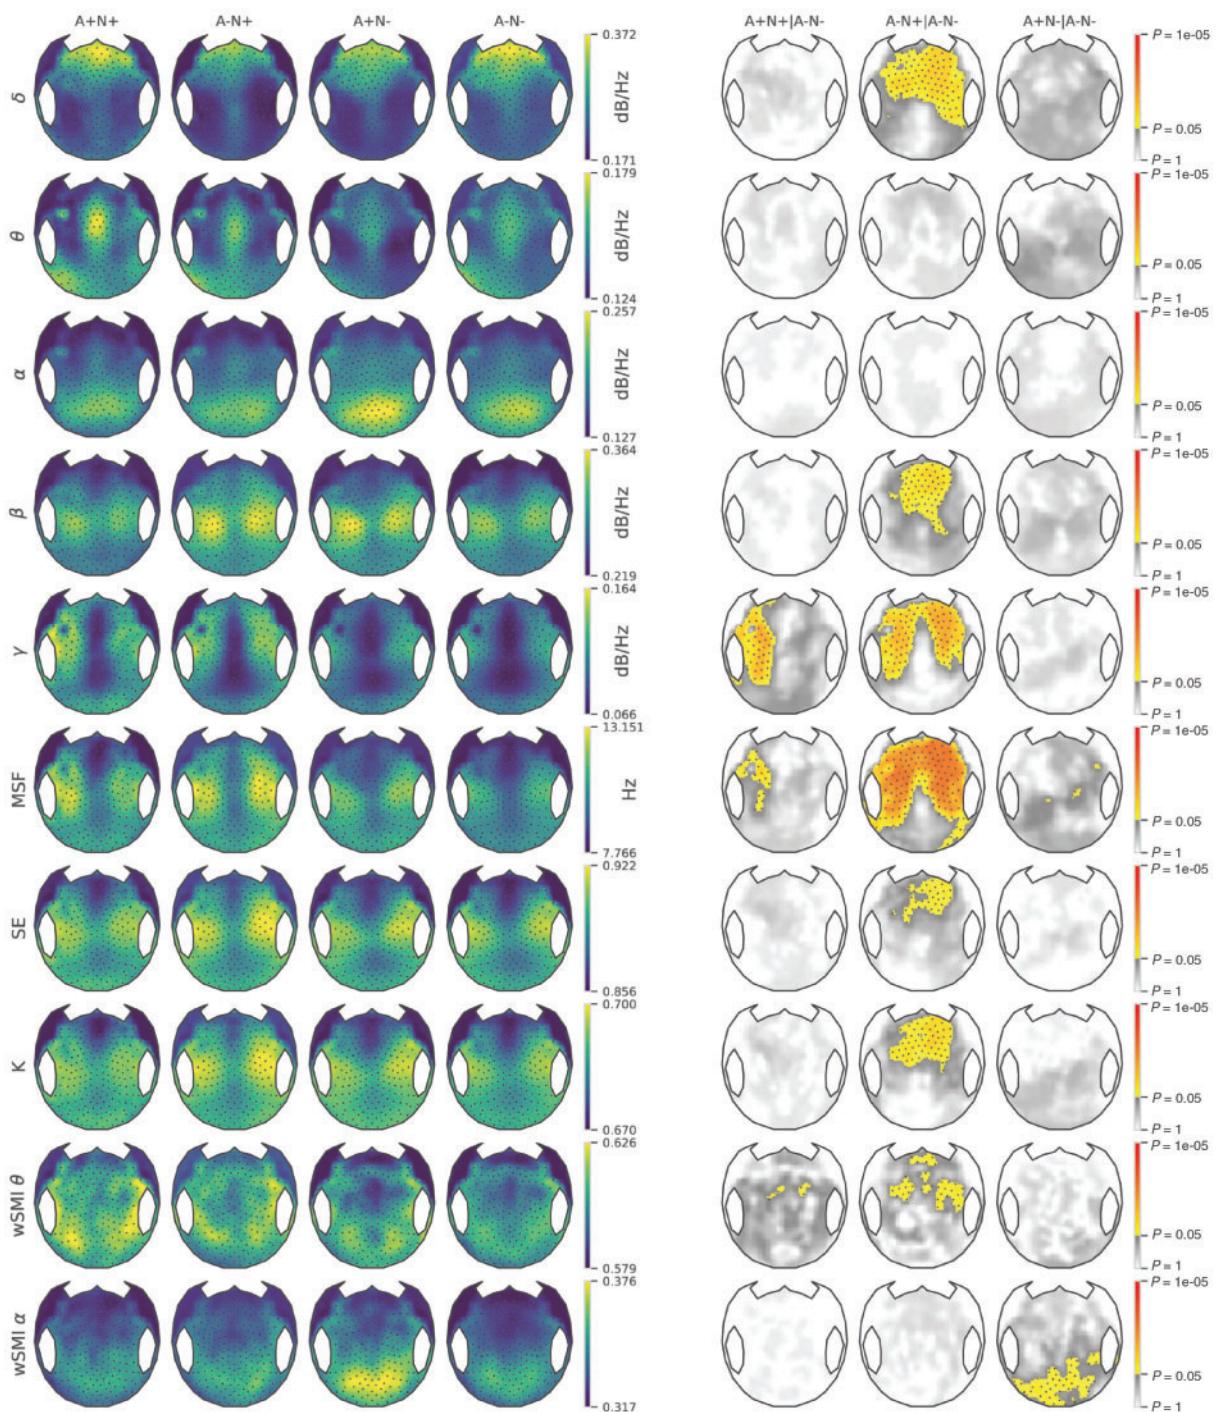 A+N+ A-N+ A+N- A-N- A+N+|A-N- A-N+|A-N- A+N-|A-N-
δ 0.372 dB/Hz 0.171 P = 1e-05 P = 0.05 P = 1
θ 0.179 dB/Hz 0.124 P = 1e-05 P = 0.05 P = 1
α 0.257 dB/Hz 0.127 P = 1e-05 P = 0.05 P = 1
β 0.364 dB/Hz 0.219 P = 1e-05 P = 0.05 P = 1
γ 0.164 dB/Hz 0.066 P = 1e-05 P = 0.05 P = 1
MSF 13.151 Hz 7.766 P = 1e-05 P = 0.05 P = 1
SE 0.922 0.856 P = 1e-05 P = 0.05 P = 1
K 0.700 0.670 P = 1e-05 P = 0.05 P = 1
wSMI θ 0.626 0.579 P = 1e-05 P = 0.05 P = 1
wSMI α 0.376 0.317 P = 1e-05 P = 0.05 P = 1